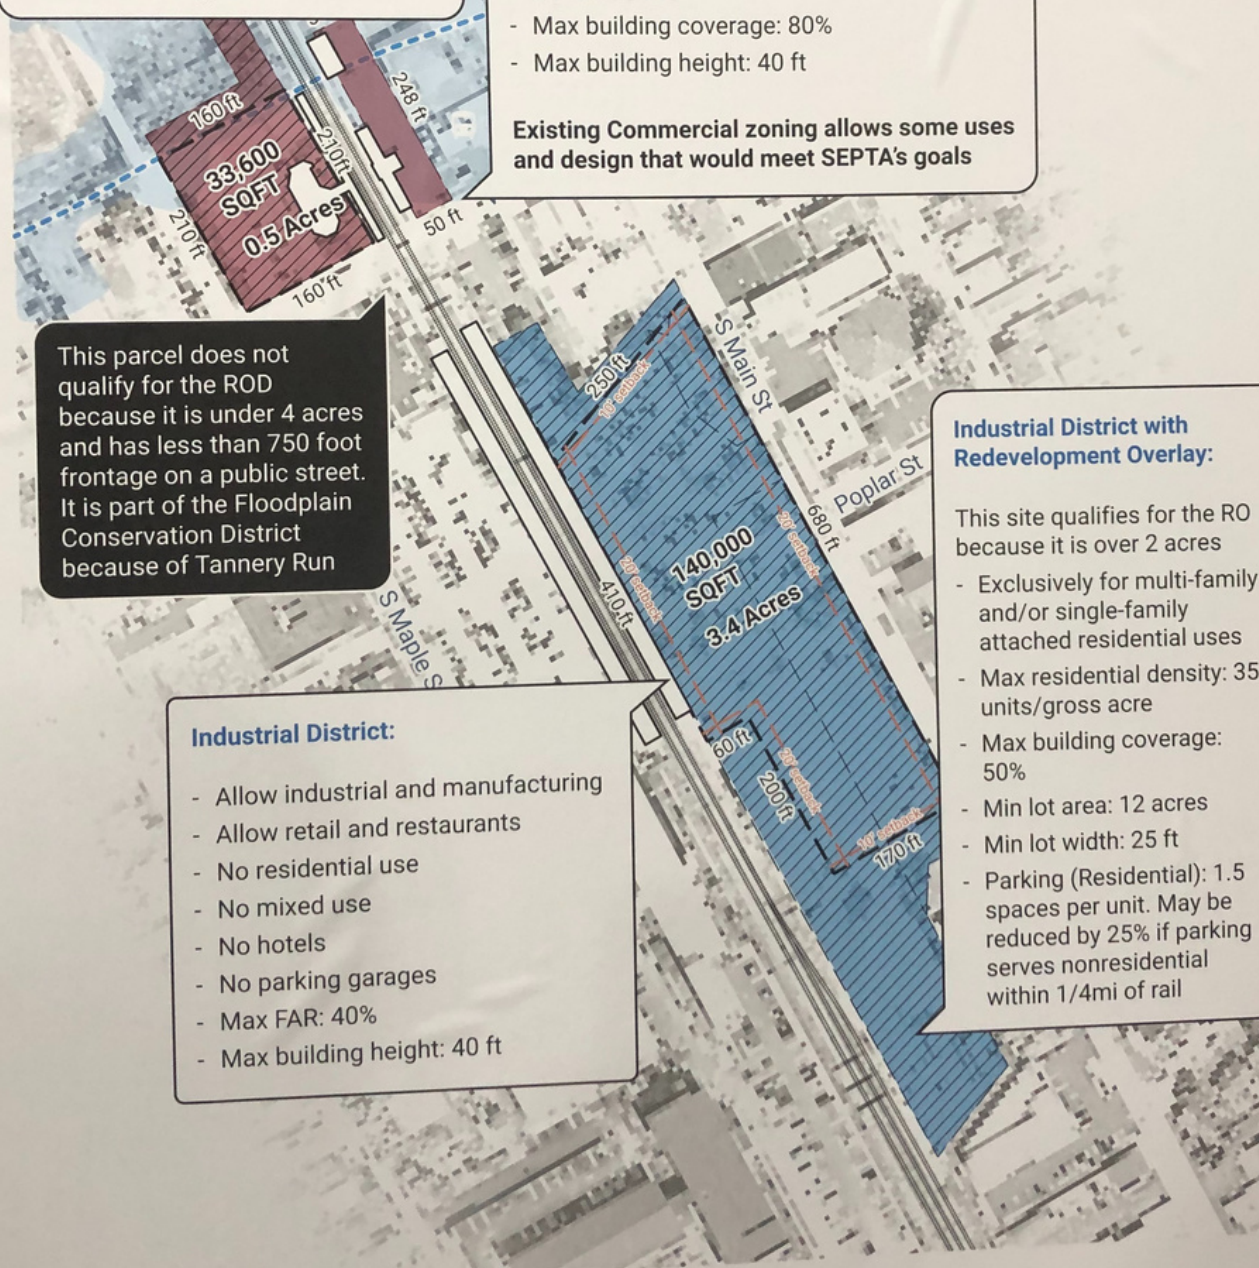 - Max building coverage: 80%
- Max building height: 40 ft
Existing Commercial zoning allows some uses
and design that would meet SEPTA's goals
160 ft
248 ft
210ft
33,600
SQFT
0.5 Acres
210 ft
50 ft
160 ft
This parcel does not
qualify for the ROD
because it is under 4 acres
and has less than 750 foot
frontage on a public street.
It is part of the Floodplain
Conservation District
because of Tannery Run
S Main St
250 ft
10' setback
Poplar St
680 ft
20' setback
140,000
SQFT
3.4 Acres
20' setback
410 ft
S Maple S
60 ft
200 ft
20' setback
10' setback
170 ft
Industrial District with
Redevelopment Overlay:
This site qualifies for the RO
because it is over 2 acres
- Exclusively for multi-family
and/or single-family
attached residential uses
- Max residential density: 35
units/gross acre
- Max building coverage:
50%
- Min lot area: 12 acres
- Min lot width: 25 ft
- Parking (Residential): 1.5
spaces per unit. May be
reduced by 25% if parking
serves nonresidential
within 1/4mi of rail
Industrial District:
- Allow industrial and manufacturing
- Allow retail and restaurants
- No residential use
- No mixed use
- No hotels
- No parking garages
- Max FAR: 40%
- Max building height: 40 ft